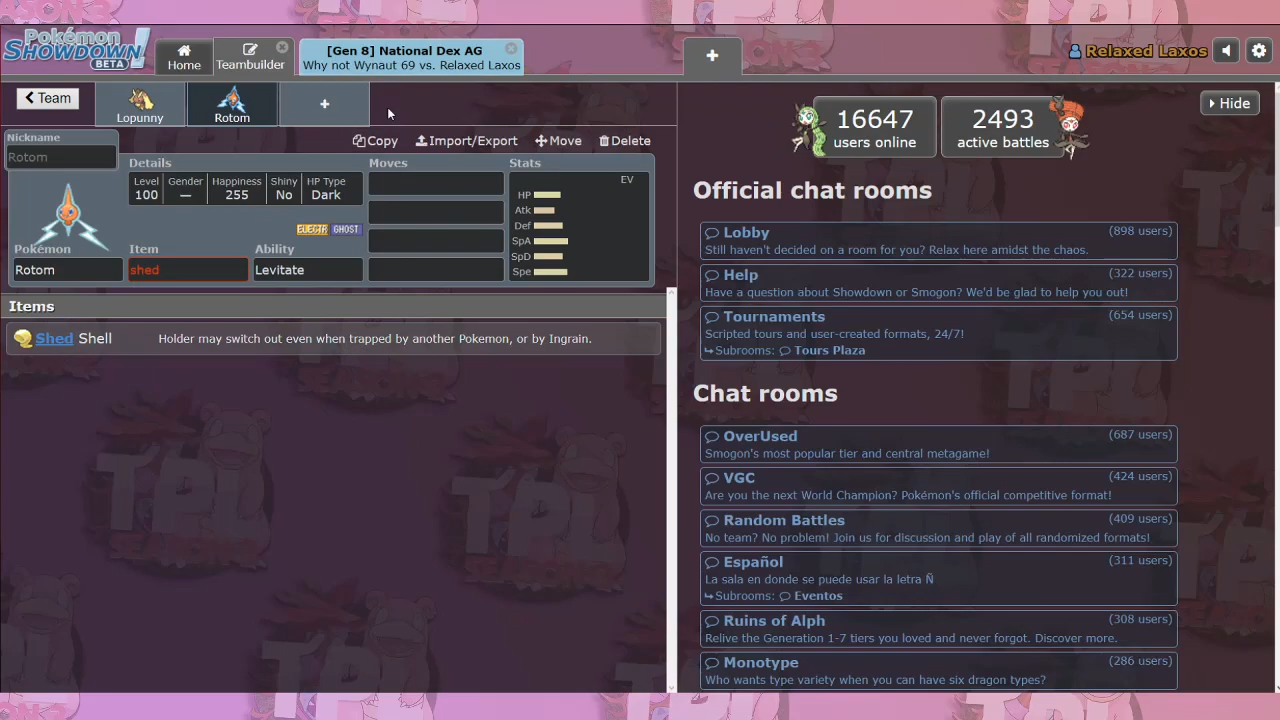 Pokémon
SHOWDOWN!
BETA
Home
Teambuilder
[Gen 8] National Dex AG
Why not Wynaut 69 vs. Relaxed Laxos
+
Relaxed Laxos
Team
Lopunny
Rotom
+
Hide
Copy
Import/Export
Move
Delete
Nickname
Rotom
Details
Level
100
Gender
—
Happiness
255
Shiny
No
HP Type
Dark
ELECTR
GHOST
Pokémon
Rotom
Item
shed
Ability
Levitate
Moves
Stats
EV
HP
Atk
Def
SpA
SpD
Spe
Items
Shed Shell
Holder may switch out even when trapped by another Pokemon, or by Ingrain.
16647
users online
2493
active battles
Official chat rooms
Lobby (898 users)
Still haven't decided on a room for you? Relax here amidst the chaos.
Help (322 users)
Have a question about Showdown or Smogon? We'd be glad to help you out!
Tournaments (654 users)
Scripted tours and user-created formats, 24/7!
Subrooms: Tours Plaza
Chat rooms
OverUsed (687 users)
Smogon's most popular tier and central metagame!
VGC (424 users)
Are you the next World Champion? Pokémon's official competitive format!
Random Battles (409 users)
No team? No problem! Join us for discussion and play of all randomized formats!
Español (311 users)
La sala en donde se puede usar la letra Ñ
Subrooms: Eventos
Ruins of Alph (308 users)
Relive the Generation 1-7 tiers you loved and never forgot. Discover more.
Monotype (286 users)
Who wants type variety when you can have six dragon types?